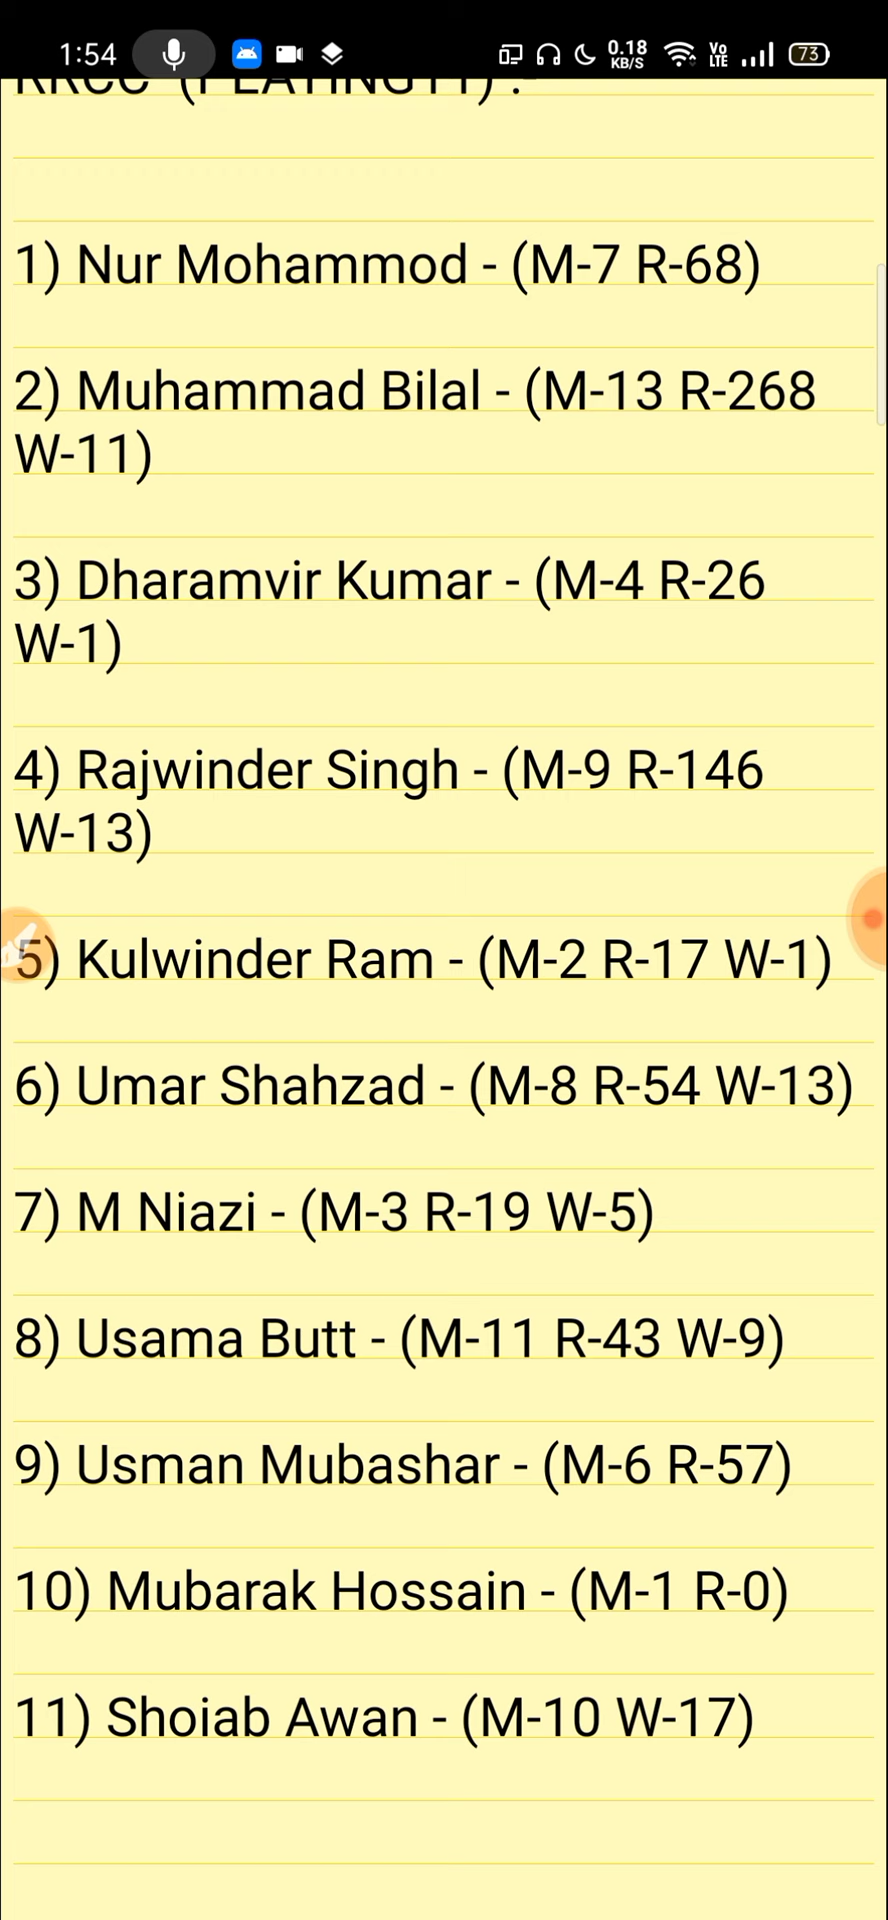 1:54 0.18 KB/S Vo LTE 73
1) Nur Mohammod - (M-7 R-68)
2) Muhammad Bilal - (M-13 R-268
W-11)
3) Dharamvir Kumar - (M-4 R-26
W-1)
4) Rajwinder Singh - (M-9 R-146
W-13)
5) Kulwinder Ram - (M-2 R-17 W-1)
6) Umar Shahzad - (M-8 R-54 W-13)
7) M Niazi - (M-3 R-19 W-5)
8) Usama Butt - (M-11 R-43 W-9)
9) Usman Mubashar - (M-6 R-57)
10) Mubarak Hossain - (M-1 R-0)
11) Shoiab Awan - (M-10 W-17)